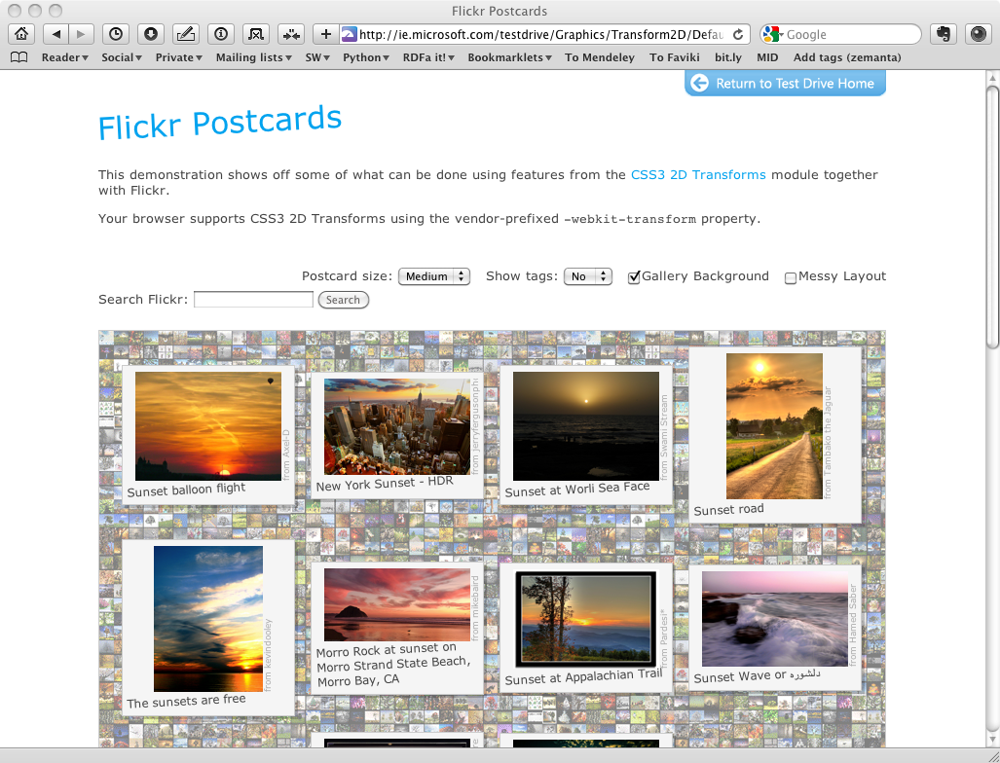 Flickr Postcards
http://ie.microsoft.com/testdrive/Graphics/Transform2D/Defau
Google
Reader Social Private Mailing lists SW Python RDFa it! Bookmarklets To Mendeley To Faviki bit.ly MID Add tags (zemanta)
Return to Test Drive Home
Flickr Postcards
This demonstration shows off some of what can be done using features from the CSS3 2D Transforms module together
with Flickr.
Your browser supports CSS3 2D Transforms using the vendor-prefixed -webkit-transform property.
Postcard size: Medium Show tags: No Gallery Background Messy Layout
Search Flickr: Search
from Axel-D
Sunset balloon flight
from jerryfergusonpho
New York Sunset - HDR
from Swami Stream
Sunset at Worli Sea Face
from Tambako the Jaguar
Sunset road
from kevindooley
The sunsets are free
from mikebaird
Morro Rock at sunset on
Morro Strand State Beach,
Morro Bay, CA
from Pardesi*
Sunset at Appalachian Trail
from Hamed Saber
Sunset Wave or دلشوره